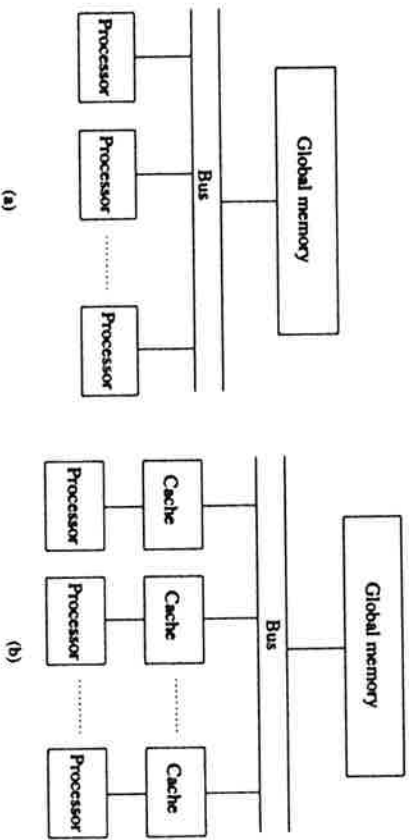 Global memory
Bus
Processor
Processor
Processor
(a)
Global memory
Bus
Cache
Cache
Cache
Processor
Processor
Processor
(b)